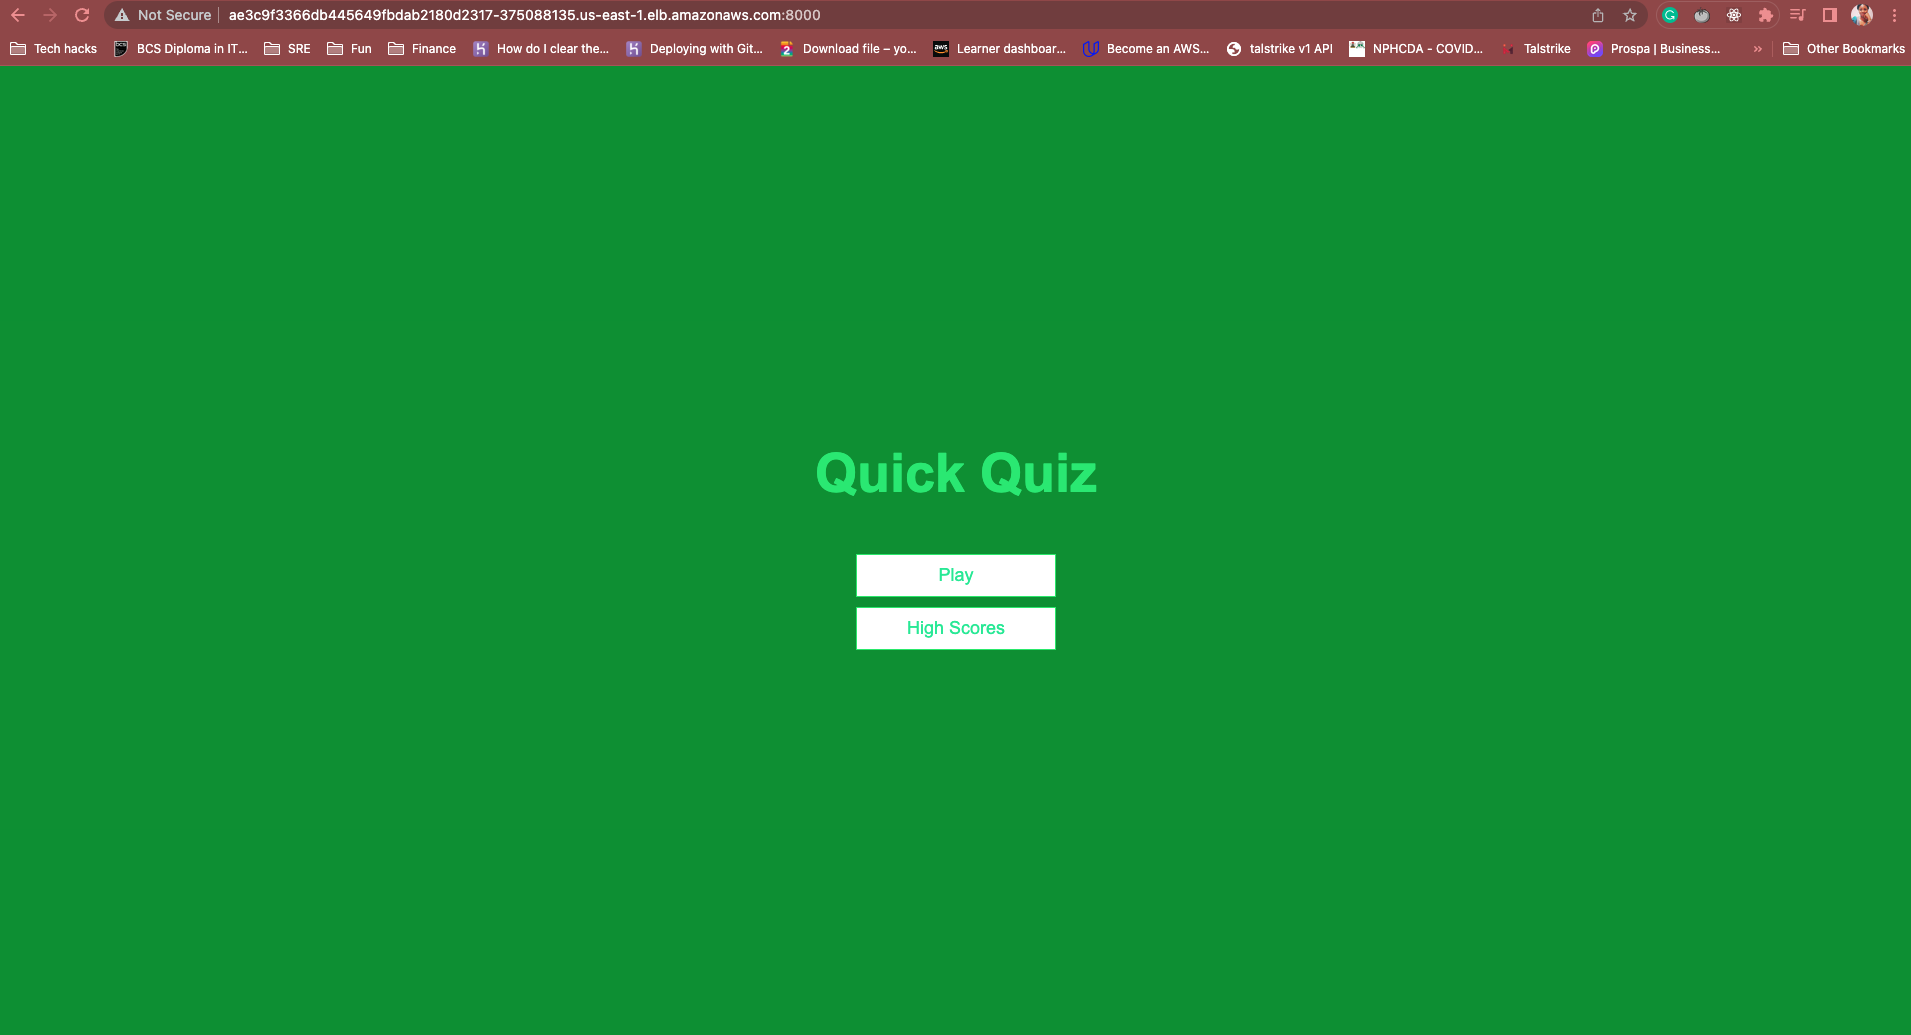 Not Secure ae3c9f3366db445649fbdab2180d2317-375088135.us-east-1.elb.amazonaws.com:8000
Tech hacks BCS Diploma in IT... SRE Fun Finance How do I clear the... Deploying with Git... Download file – yo... aws Learner dashboar... Become an AWS... talstrike v1 API NPHCDA - COVID... Talstrike Prospa | Business... » Other Bookmarks
Quick Quiz
Play
High Scores